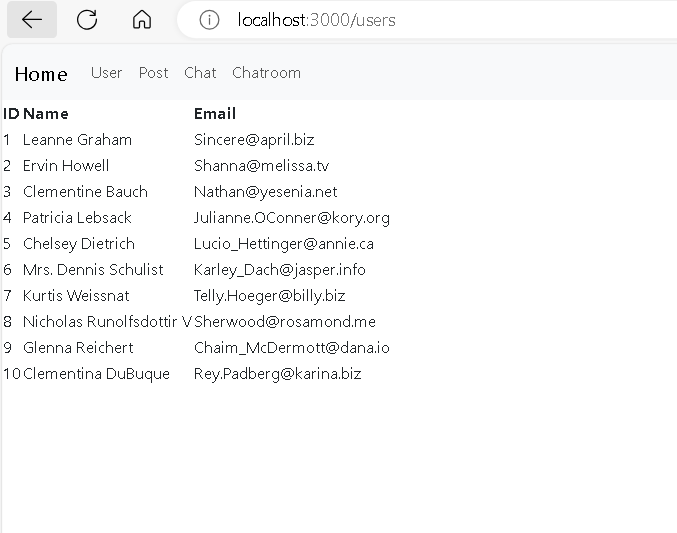 localhost:3000/users
Home User Post Chat Chatroom
ID Name Email
1 Leanne Graham Sincere@april.biz
2 Ervin Howell Shanna@melissa.tv
3 Clementine Bauch Nathan@yesenia.net
4 Patricia Lebsack Julianne.OConner@kory.org
5 Chelsey Dietrich Lucio_Hettinger@annie.ca
6 Mrs. Dennis Schulist Karley_Dach@jasper.info
7 Kurtis Weissnat Telly.Hoeger@billy.biz
8 Nicholas Runolfsdottir V Sherwood@rosamond.me
9 Glenna Reichert Chaim_McDermott@dana.io
10 Clementina DuBuque Rey.Padberg@karina.biz